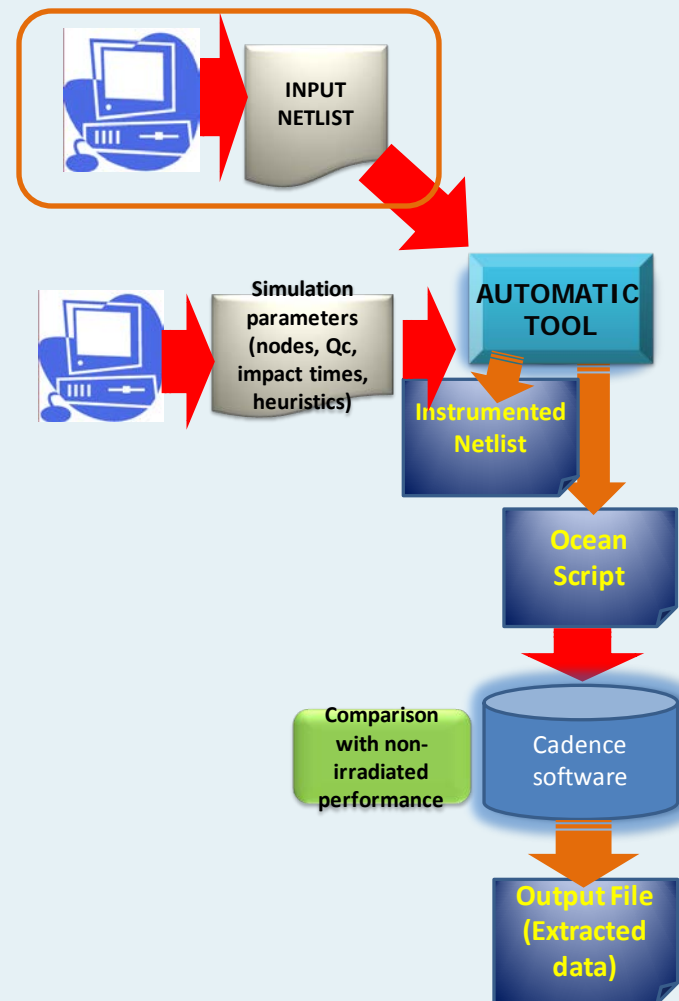 INPUT
NETLIST
Simulation
parameters
(nodes, Qc,
impact times,
heuristics)
AUTOMATIC
TOOL
Instrumented
Netlist
Ocean
Script
Comparison
with non-
irradiated
performance
Cadence
software
Output File
(Extracted
data)